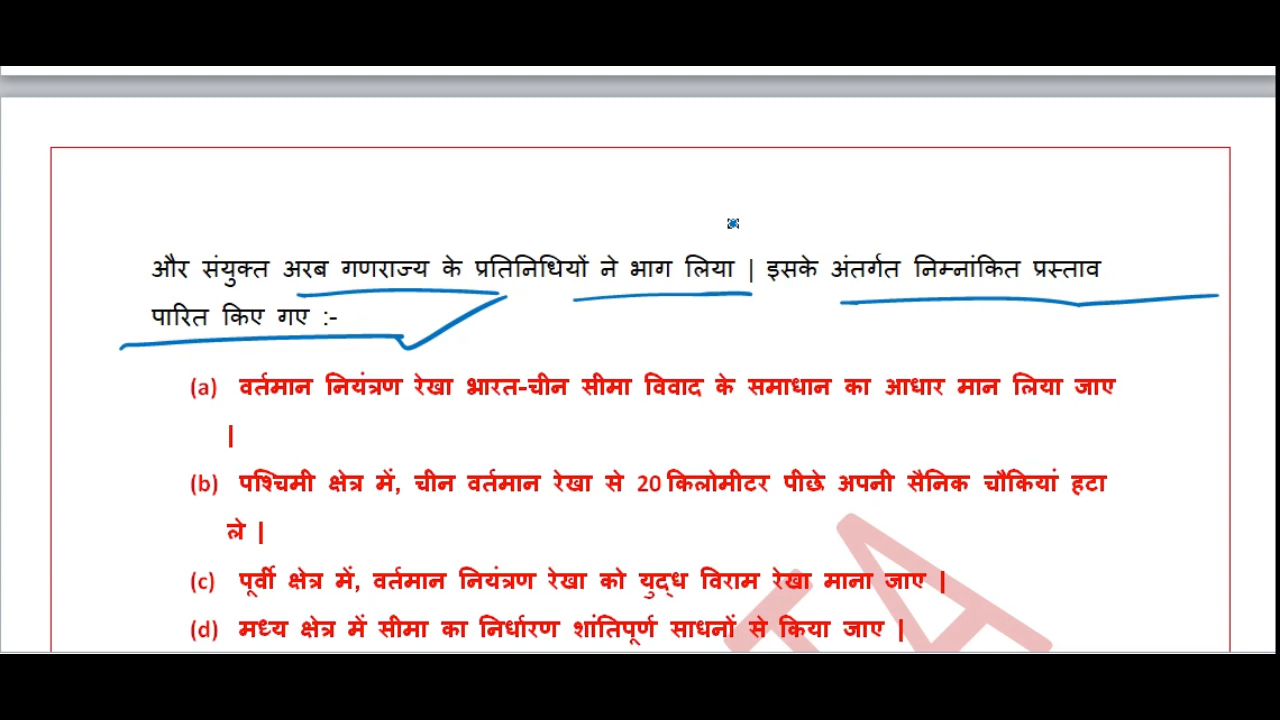 और संयुक्त अरब गणराज्य के प्रतिनिधियों ने भाग लिया | इसके अंतर्गत निम्नांकित प्रस्ताव
पारित किए गए :-
(a) वर्तमान नियंत्रण रेखा भारत-चीन सीमा विवाद के समाधान का आधार मान लिया जाए
|
(b) पश्चिमी क्षेत्र में, चीन वर्तमान रेखा से 20 किलोमीटर पीछे अपनी सैनिक चौकियां हटा
ले |
(c) पूर्वी क्षेत्र में, वर्तमान नियंत्रण रेखा को युद्ध विराम रेखा माना जाए |
(d) मध्य क्षेत्र में सीमा का निर्धारण शांतिपूर्ण साधनों से किया जाए |